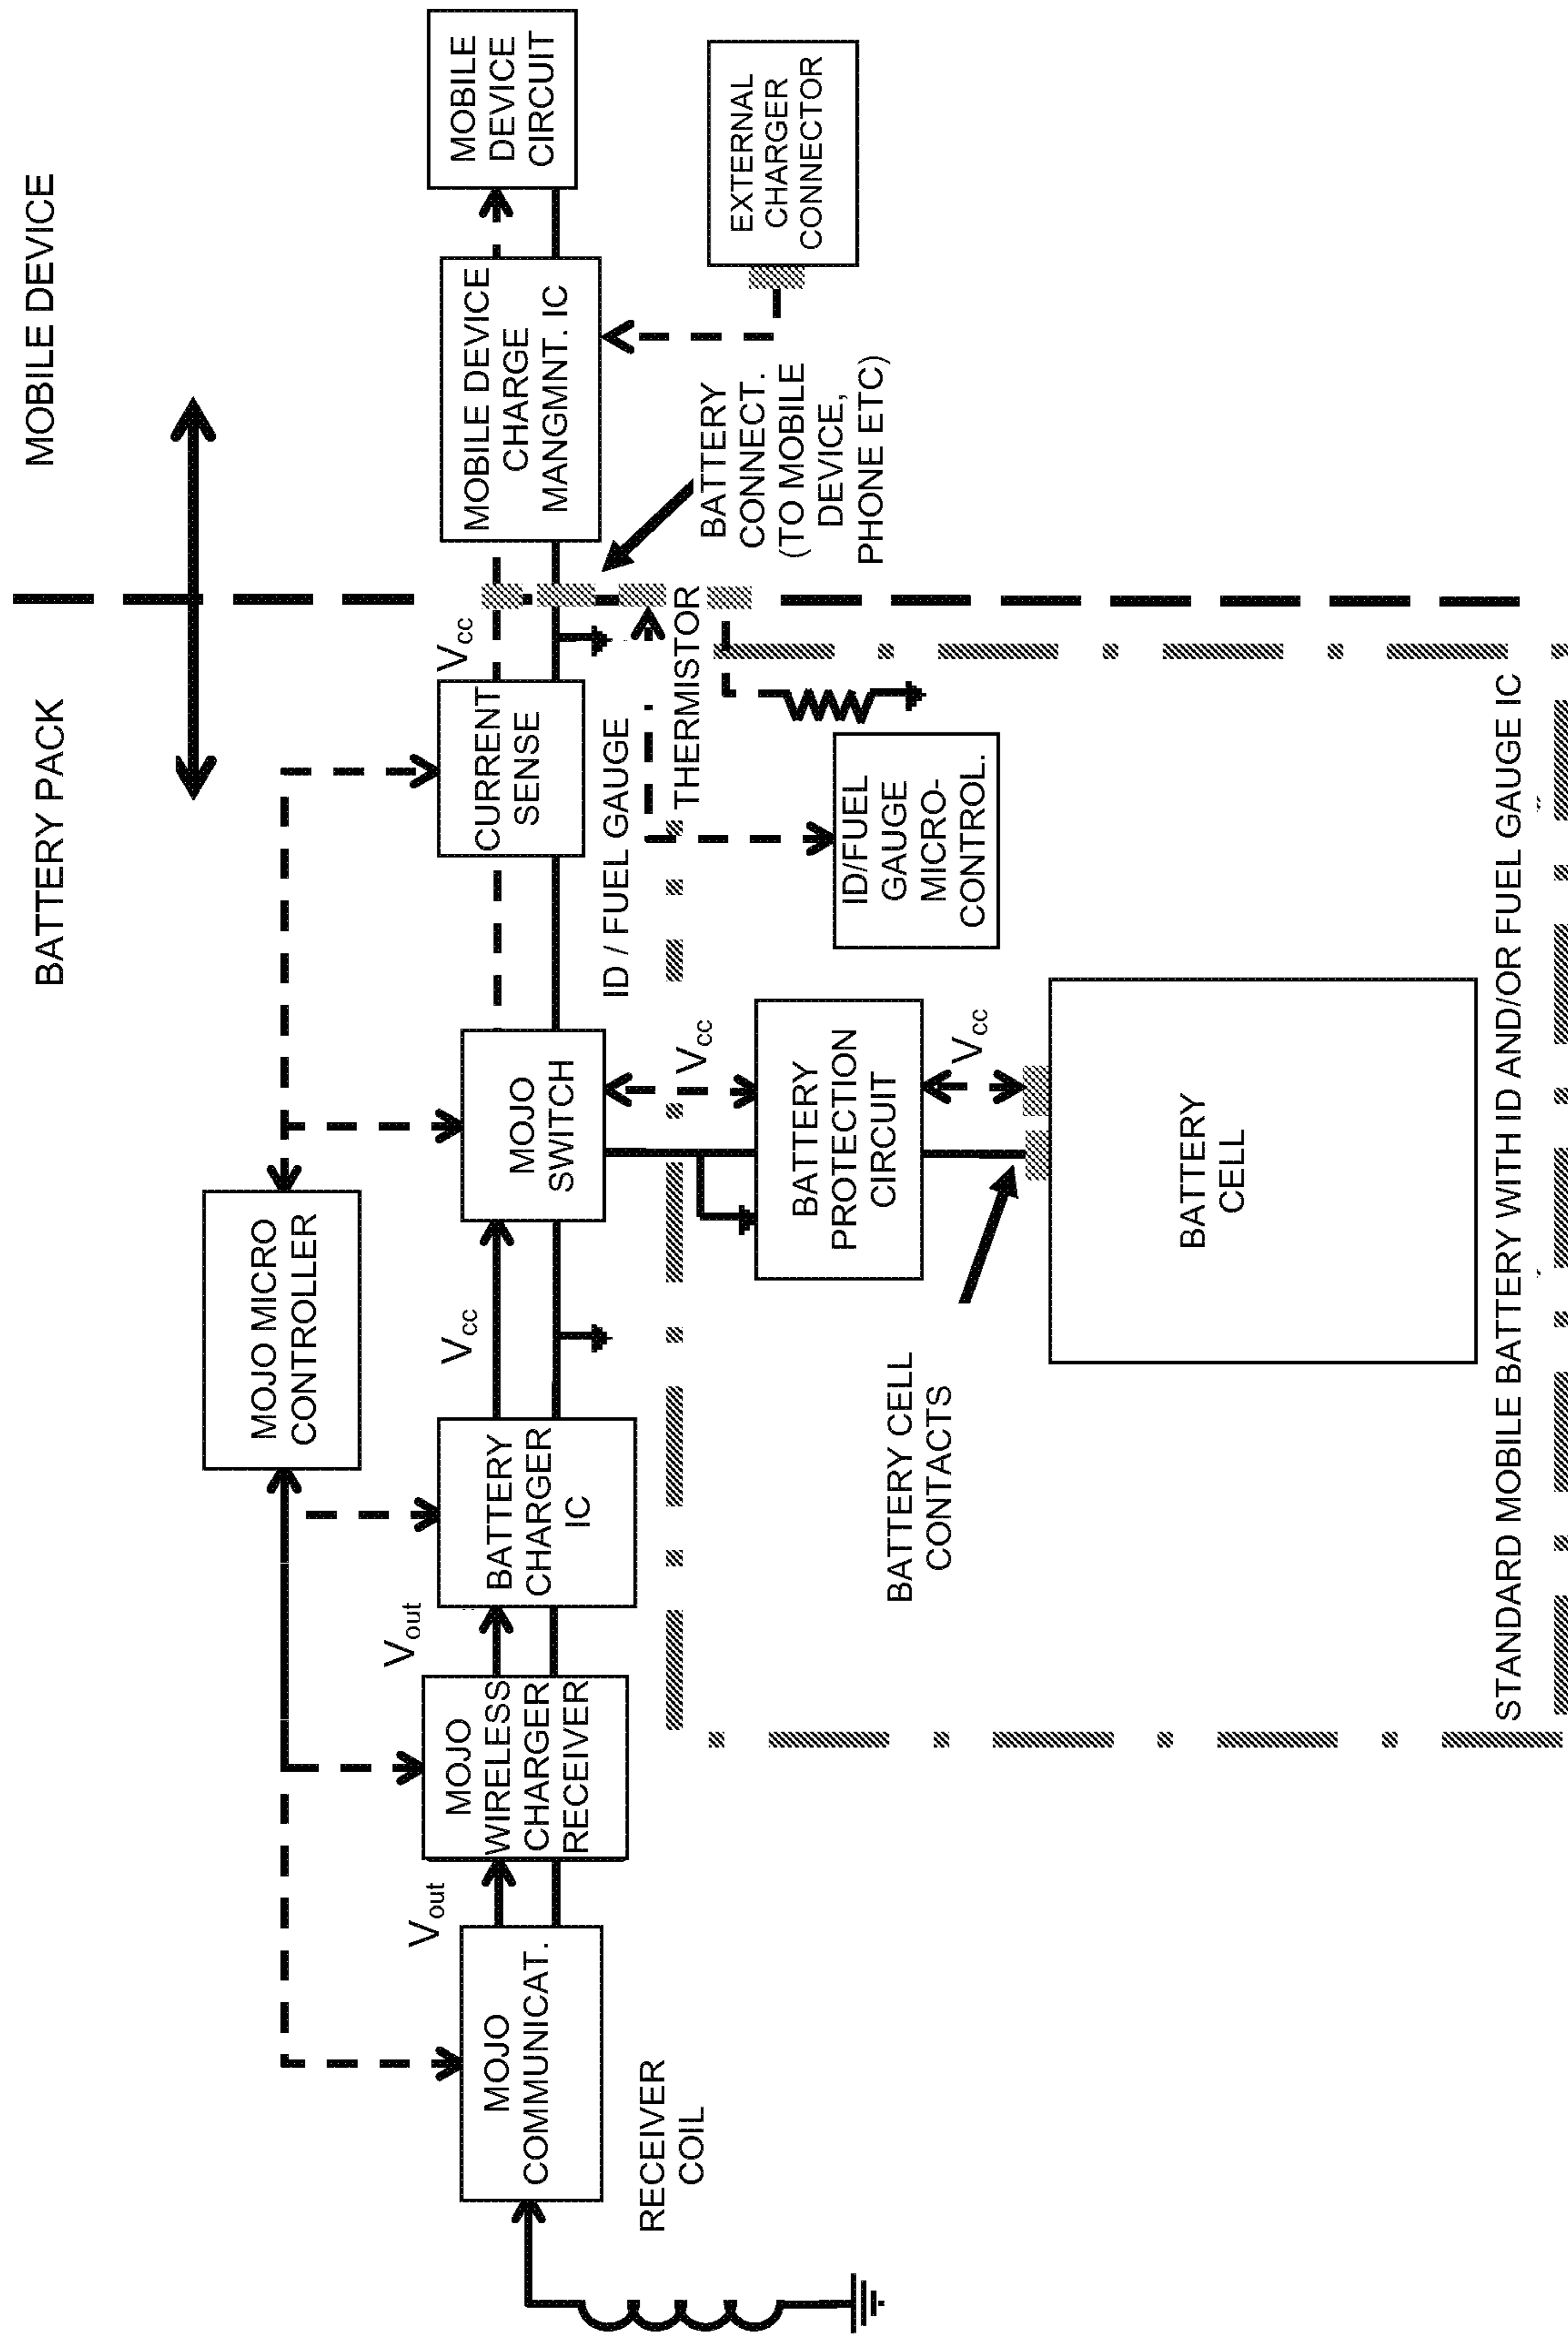 BATTERY PACK
MOBILE DEVICE
MOJO MICRO
CONTROLLER
Vout
Vout
Vcc
Vcc
MOJO
COMMUNICAT.
MOJO
WIRELESS
CHARGER
RECEIVER
BATTERY
CHARGER
IC
MOJO
SWITCH
CURRENT
SENSE
MOBILE DEVICE
CHARGE
MANGMNT. IC
MOBILE
DEVICE
CIRCUIT
RECEIVER
COIL
ID / FUEL GAUGE
THERMISTOR
Vcc
BATTERY
CONNECT.
(TO MOBILE
DEVICE,
PHONE ETC)
EXTERNAL
CHARGER
CONNECTOR
BATTERY
PROTECTION
CIRCUIT
ID/FUEL
GAUGE
MICRO-
CONTROL.
BATTERY CELL
CONTACTS
Vcc
BATTERY
CELL
STANDARD MOBILE BATTERY WITH ID AND/OR FUEL GAUGE IC